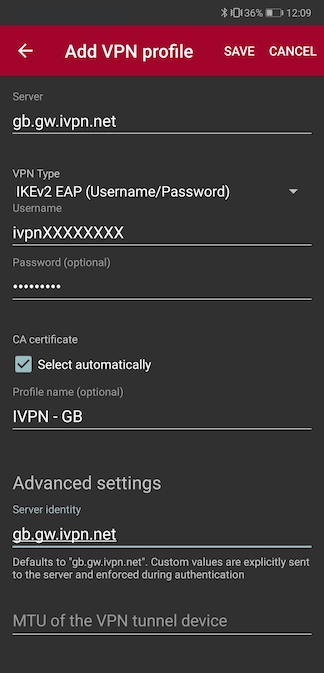 36% 12:09
Add VPN profile SAVE CANCEL
Server
gb.gw.ivpn.net
VPN Type
IKEv2 EAP (Username/Password)
Username
ivpnXXXXXXXX
Password (optional)
•••••••••
CA certificate
Select automatically
Profile name (optional)
IVPN - GB
Advanced settings
Server identity
gb.gw.ivpn.net
Defaults to "gb.gw.ivpn.net". Custom values are explicitly sent
to the server and enforced during authentication
MTU of the VPN tunnel device